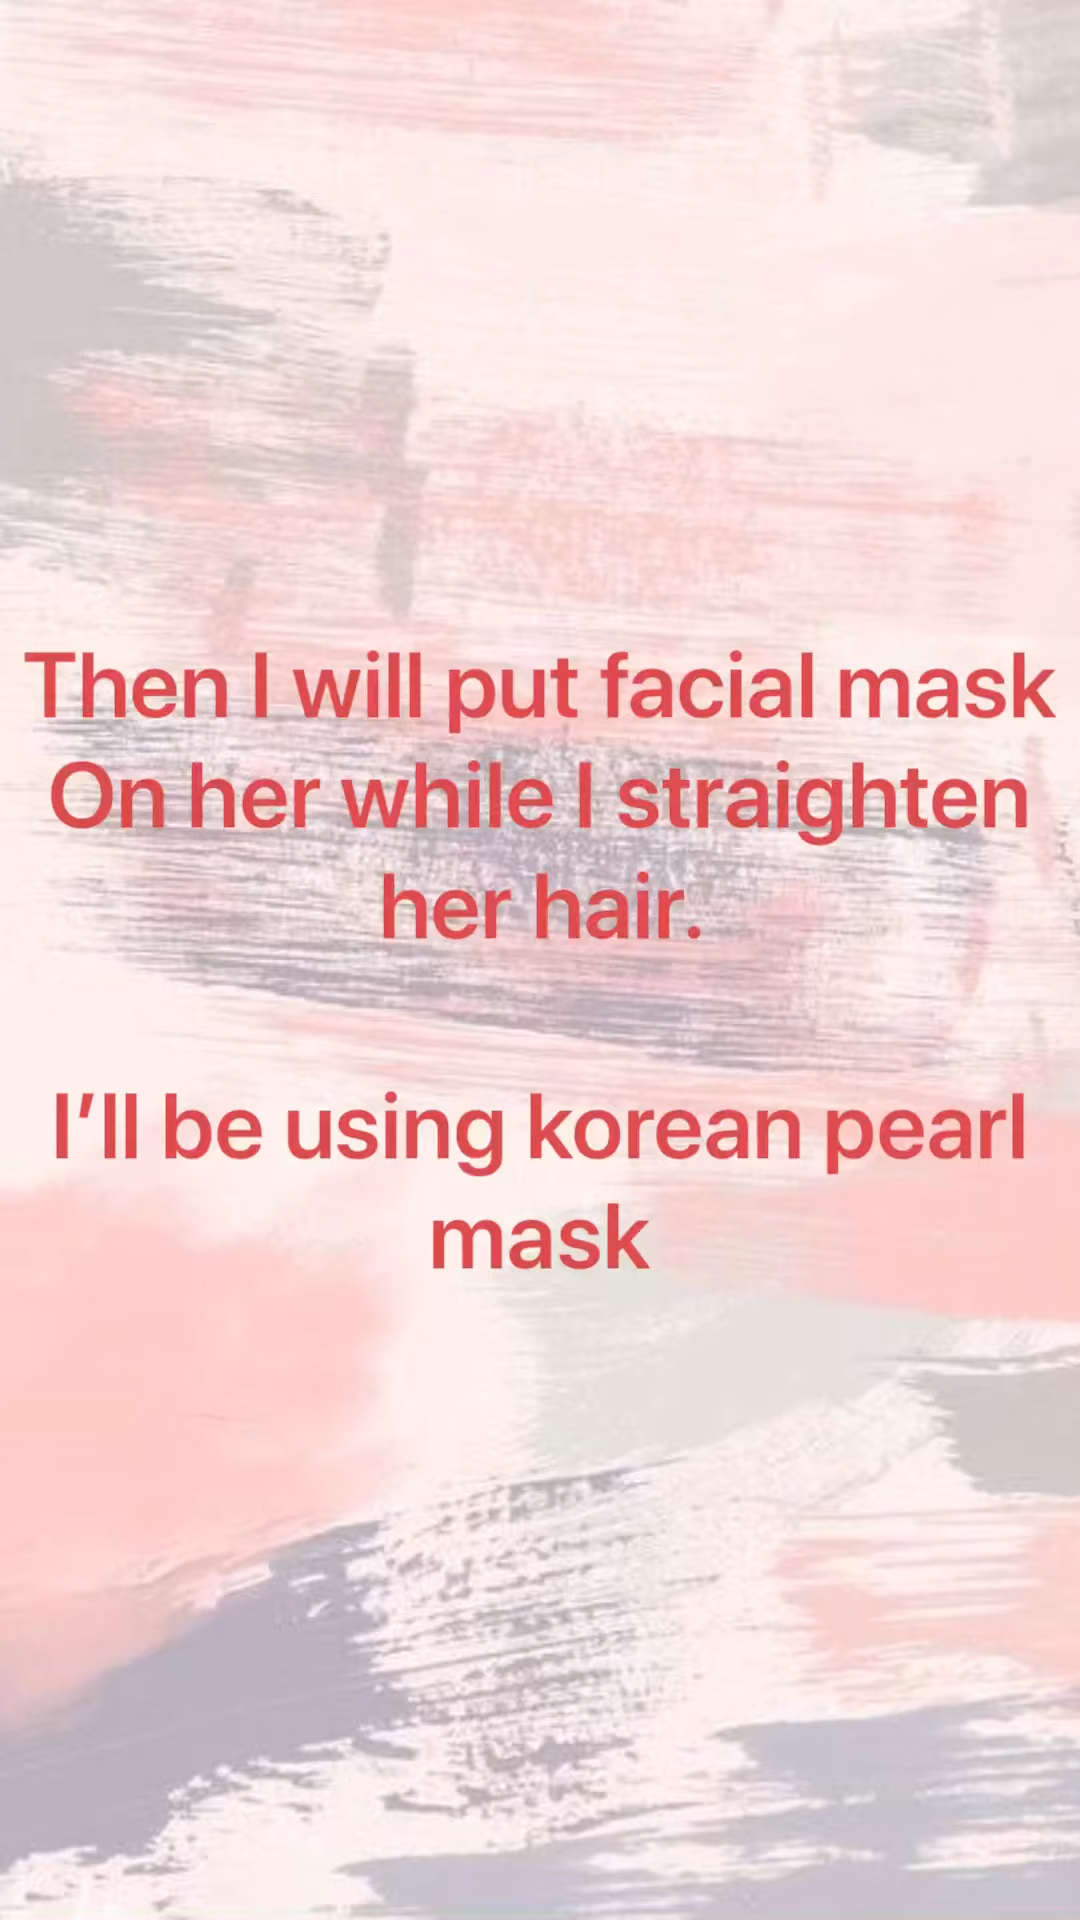 Then I will put facial mask
On her while I straighten
her hair.
I’ll be using korean pearl
mask